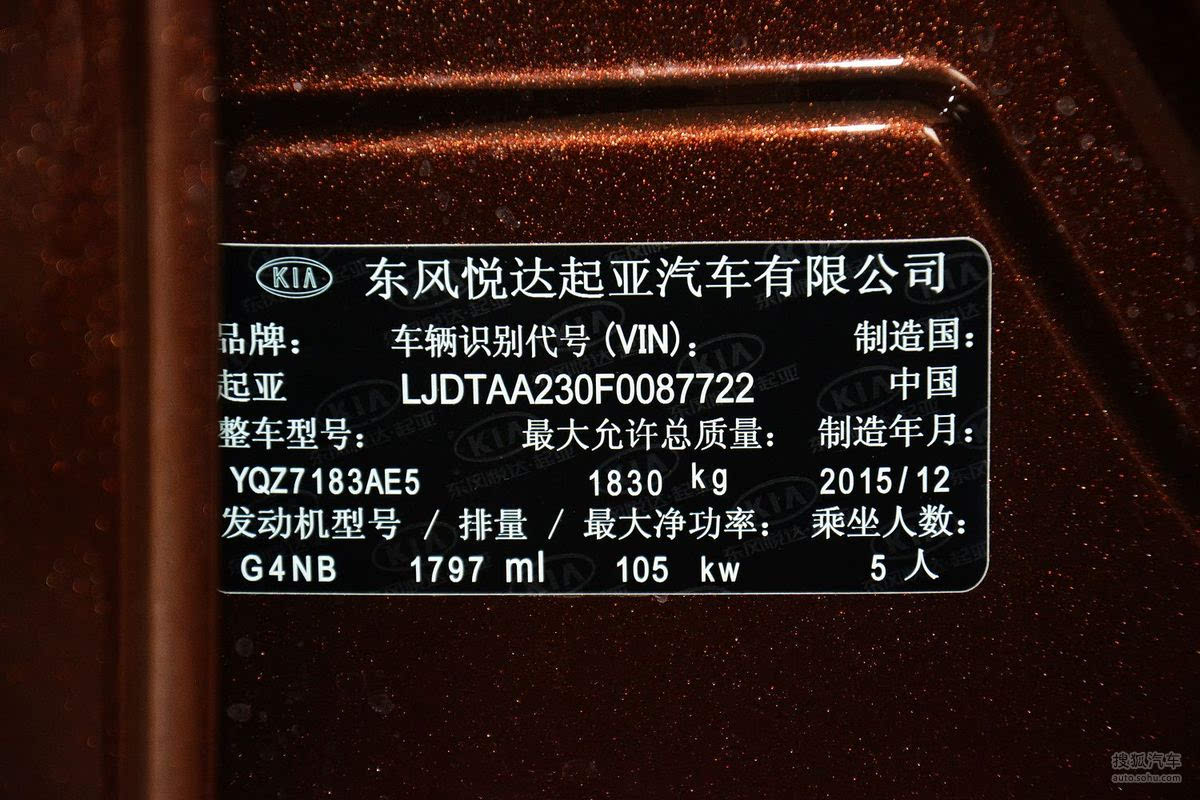 KIA 东风悦达起亚汽车有限公司
品牌： 车辆识别代号(VIN)： 制造国：
起亚 LJDTAA230F0087722 中国
整车型号： 最大允许总质量： 制造年月：
YQZ7183AE5 1830 kg 2015/12
发动机型号 / 排量 / 最大净功率： 乘坐人数：
G4NB 1797 ml 105 kw 5 人
搜狐汽车
auto.sohu.com